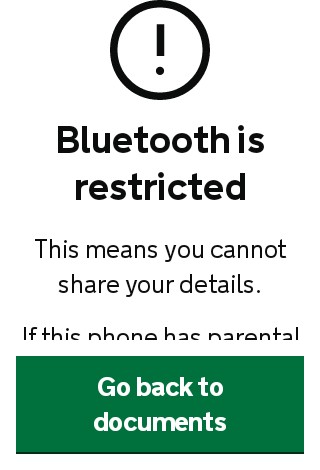 Bluetooth is
restricted
This means you cannot
share your details.
If this phone has parental
Go back to
documents